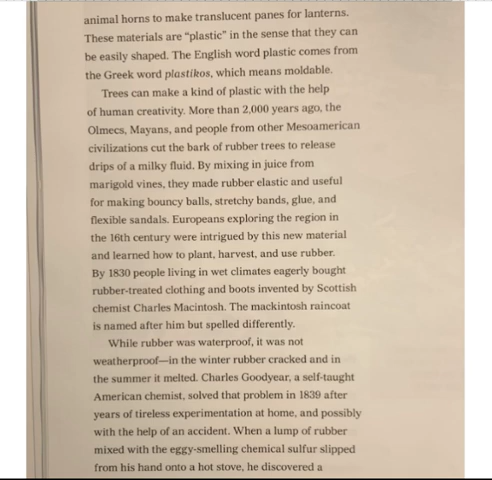 animal horns to make translucent panes for lanterns.
These materials are “plastic” in the sense that they can
be easily shaped. The English word plastic comes from
the Greek word plastikos, which means moldable.
Trees can make a kind of plastic with the help
of human creativity. More than 2,000 years ago, the
Olmecs, Mayans, and people from other Mesoamerican
civilizations cut the bark of rubber trees to release
drips of a milky fluid. By mixing in juice from
marigold vines, they made rubber elastic and useful
for making bouncy balls, stretchy bands, glue, and
flexible sandals. Europeans exploring the region in
the 16th century were intrigued by this new material
and learned how to plant, harvest, and use rubber.
By 1830 people living in wet climates eagerly bought
rubber-treated clothing and boots invented by Scottish
chemist Charles Macintosh. The mackintosh raincoat
is named after him but spelled differently.
While rubber was waterproof, it was not
weatherproof—in the winter rubber cracked and in
the summer it melted. Charles Goodyear, a self-taught
American chemist, solved that problem in 1839 after
years of tireless experimentation at home, and possibly
with the help of an accident. When a lump of rubber
mixed with the eggy-smelling chemical sulfur slipped
from his hand onto a hot stove, he discovered a